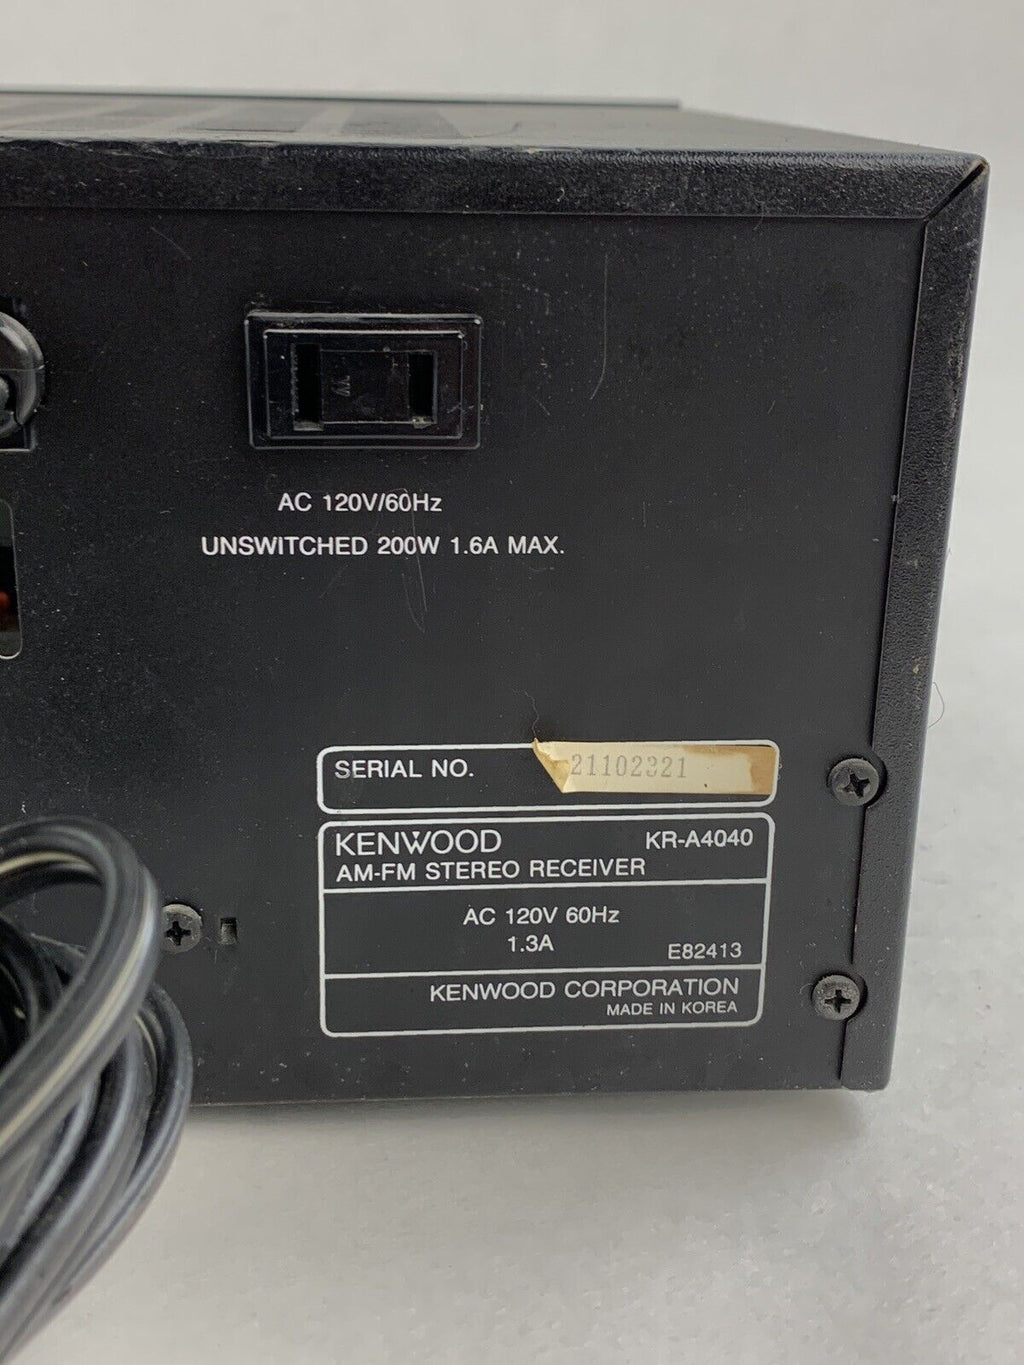 AC 120V/60Hz
UNSWITCHED 200W 1.6A MAX.
SERIAL NO. 21102321
KENWOOD KR-A4040
AM-FM STEREO RECEIVER
AC 120V 60Hz
1.3A E82413
KENWOOD CORPORATION
MADE IN KOREA